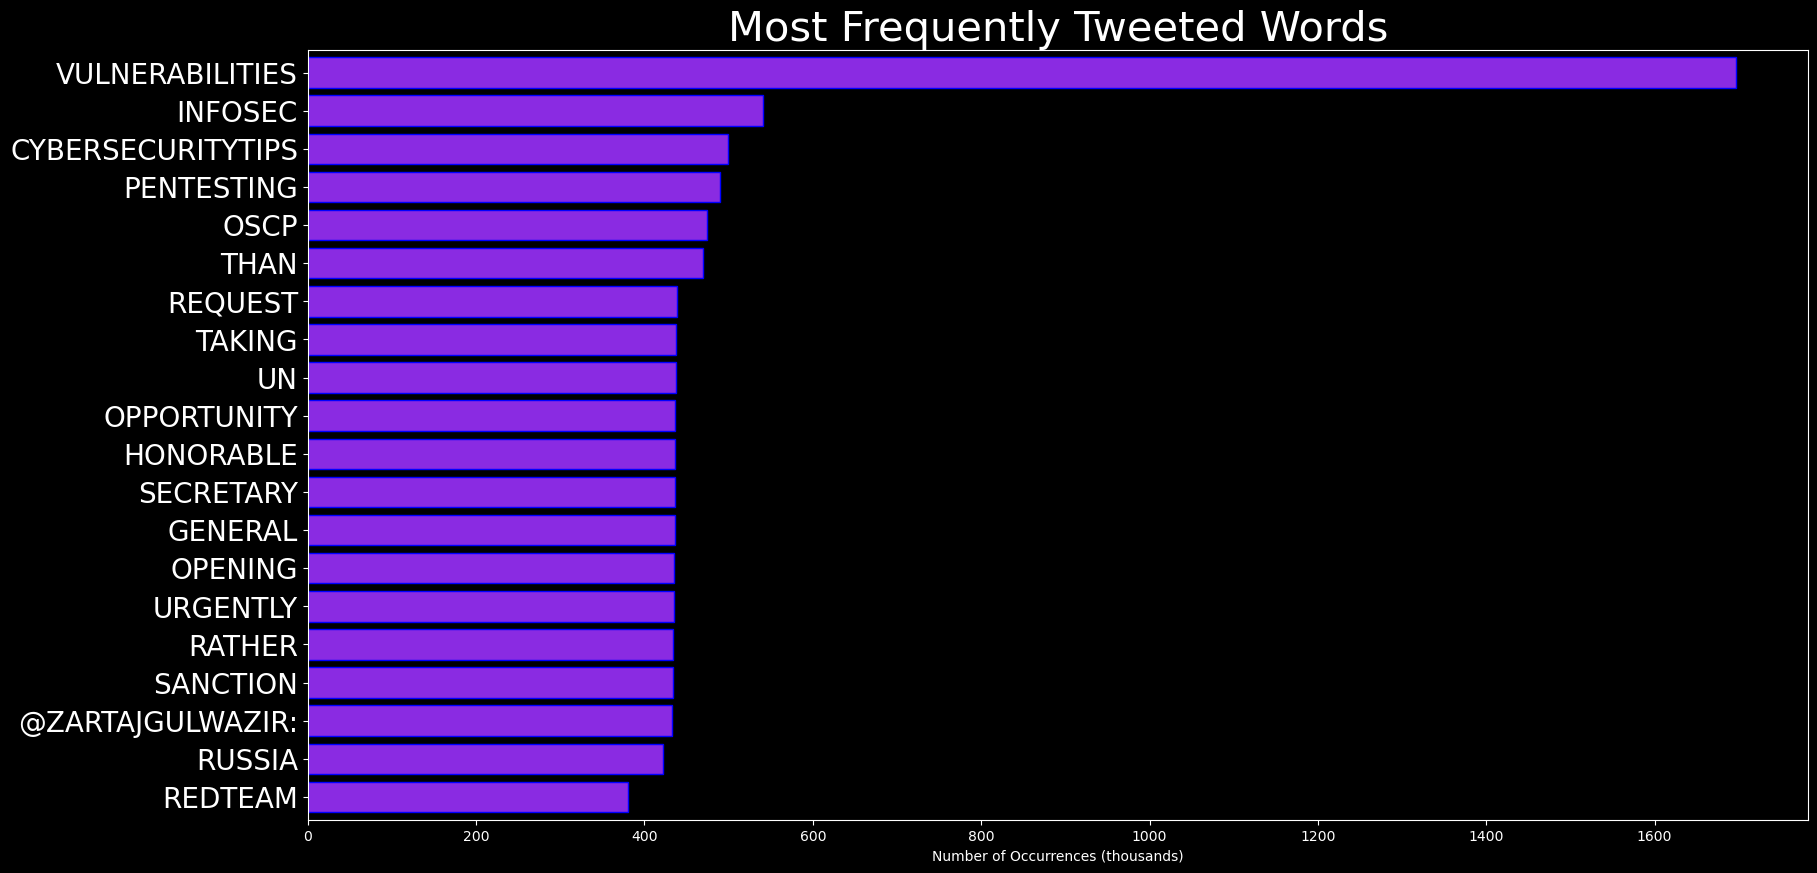 Most Frequently Tweeted Words
VULNERABILITIES
INFOSEC
CYBERSECURITYTIPS
PENTESTING
OSCP
THAN
REQUEST
TAKING
UN
OPPORTUNITY
HONORABLE
SECRETARY
GENERAL
OPENING
URGENTLY
RATHER
SANCTION
@ZARTAJGULWAZIR:
RUSSIA
REDTEAM
0 200 400 600 800 1000 1200 1400 1600
Number of Occurrences (thousands)